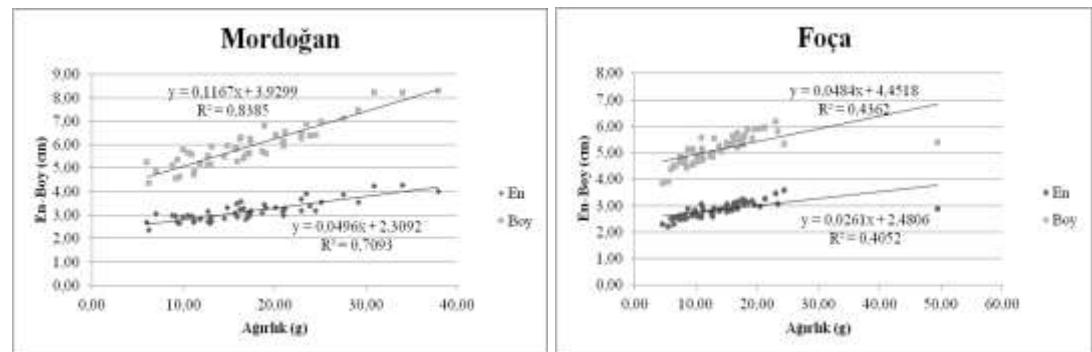 Mordoğan
En-Boy (cm)
9,00
8,00
7,00
6,00
5,00
4,00
3,00
2,00
1,00
0,00
y = 0,1167x + 3,9299
R² = 0,8385
y = 0,0496x + 2,3092
R² = 0,7093
En
Boy
0,00 10,00 20,00 30,00 40,00
Ağırlık (g)
Foça
En-Boy (cm)
8,00
7,00
6,00
5,00
4,00
3,00
2,00
1,00
0,00
y = 0,0484x + 4,4518
R² = 0,4362
y = 0,0261x + 2,4806
R² = 0,4052
En
Boy
0,00 10,00 20,00 30,00 40,00 50,00 60,00
Ağırlık (g)